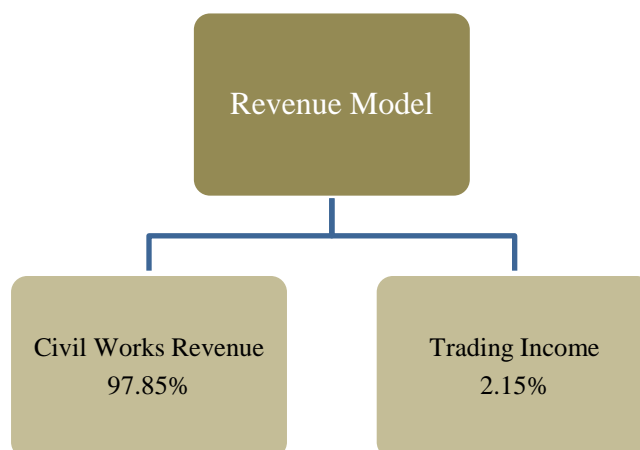 Revenue Model
Civil Works Revenue
97.85%
Trading Income
2.15%